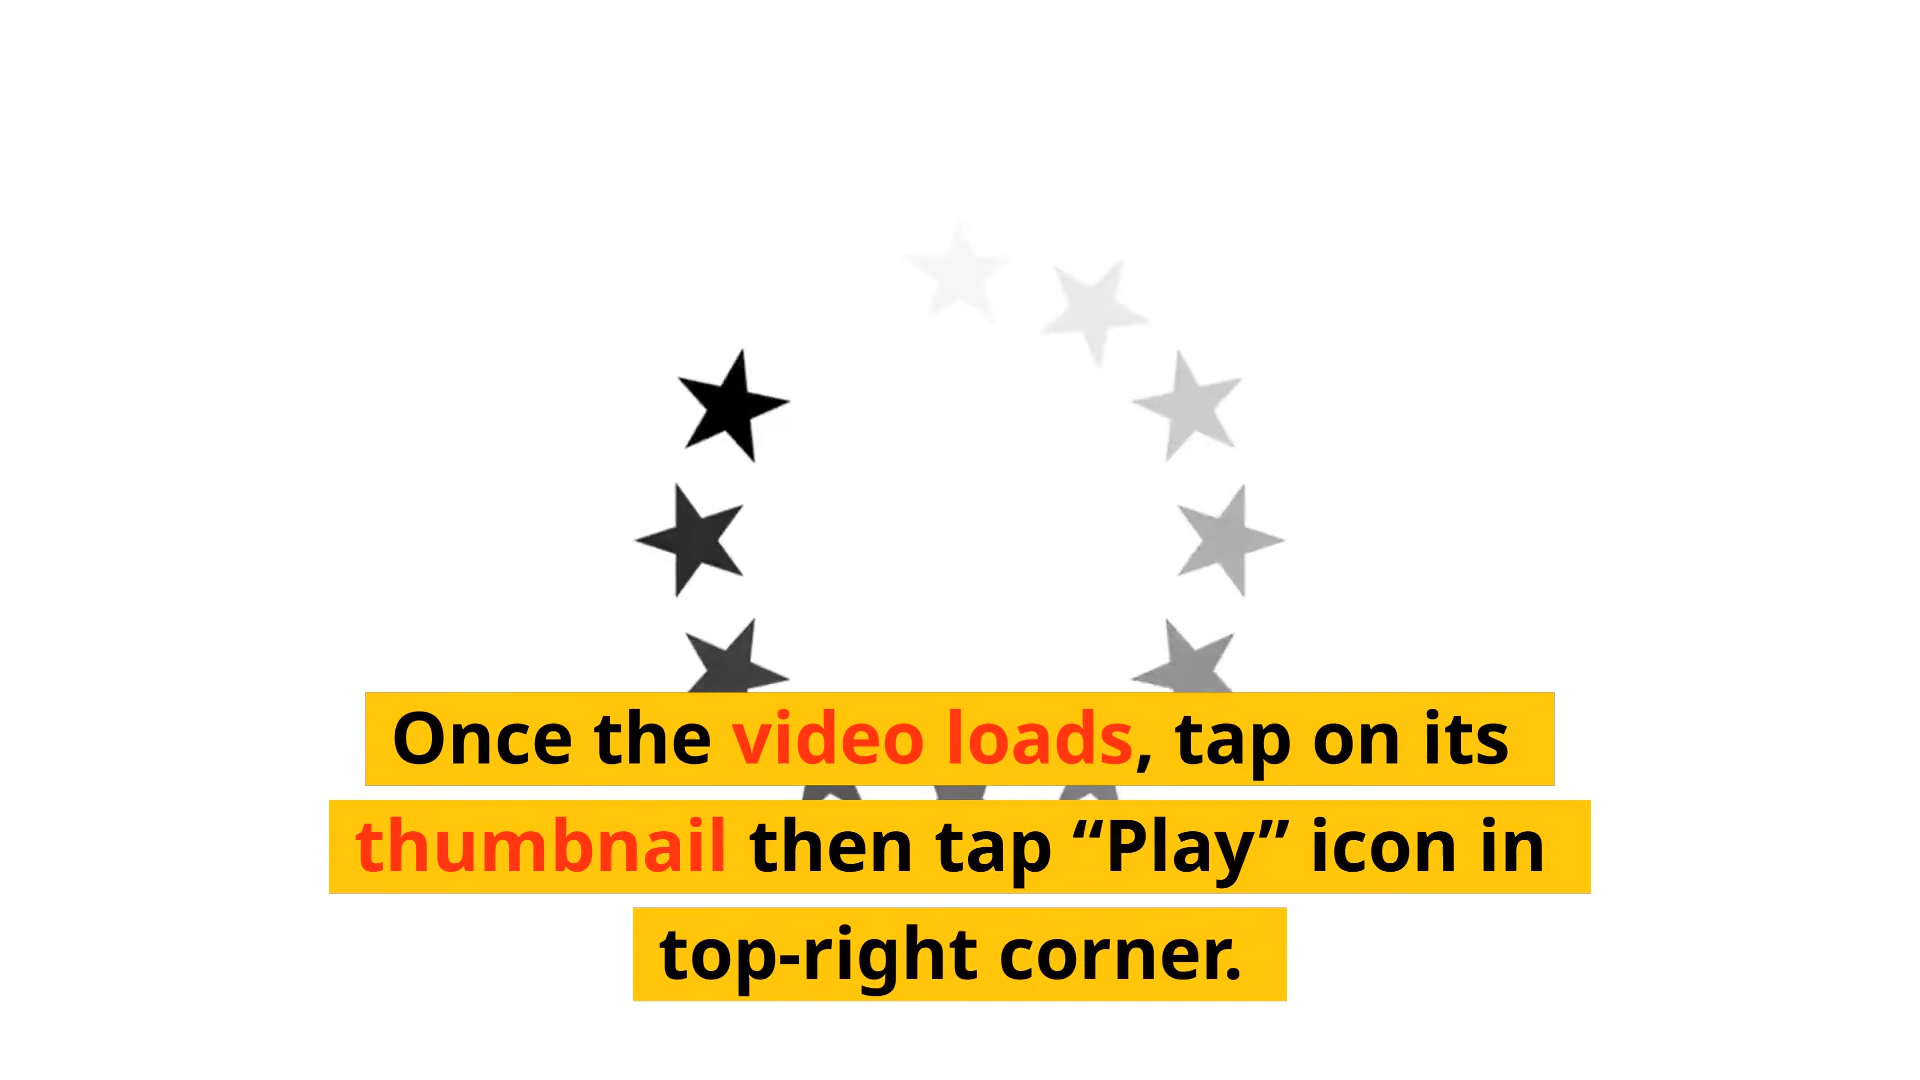 Once the video loads, tap on its
thumbnail then tap “Play” icon in
top-right corner.